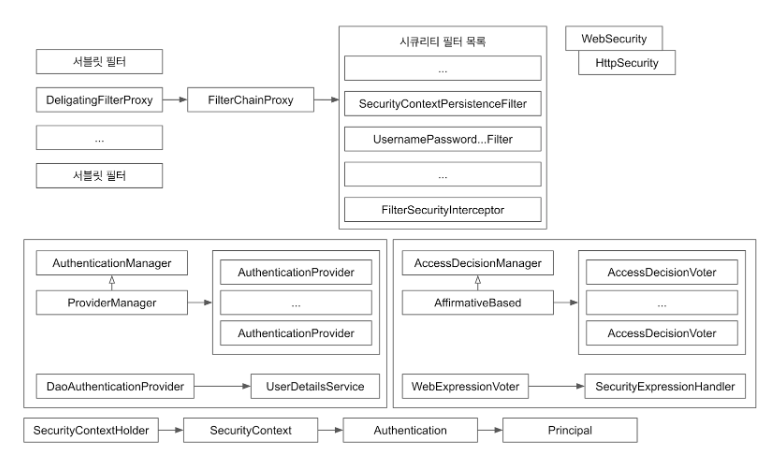 시큐리티 필터 목록
WebSecurity
HttpSecurity
서블릿 필터
...
DeligatingFilterProxy
FilterChainProxy
SecurityContextPersistenceFilter
...
UsernamePassword...Filter
서블릿 필터
...
FilterSecurityInterceptor
AuthenticationManager
AuthenticationProvider
ProviderManager
...
AuthenticationProvider
DaoAuthenticationProvider
UserDetailsService
AccessDecisionManager
AccessDecisionVoter
AffirmativeBased
...
AccessDecisionVoter
WebExpressionVoter
SecurityExpressionHandler
SecurityContextHolder
SecurityContext
Authentication
Principal